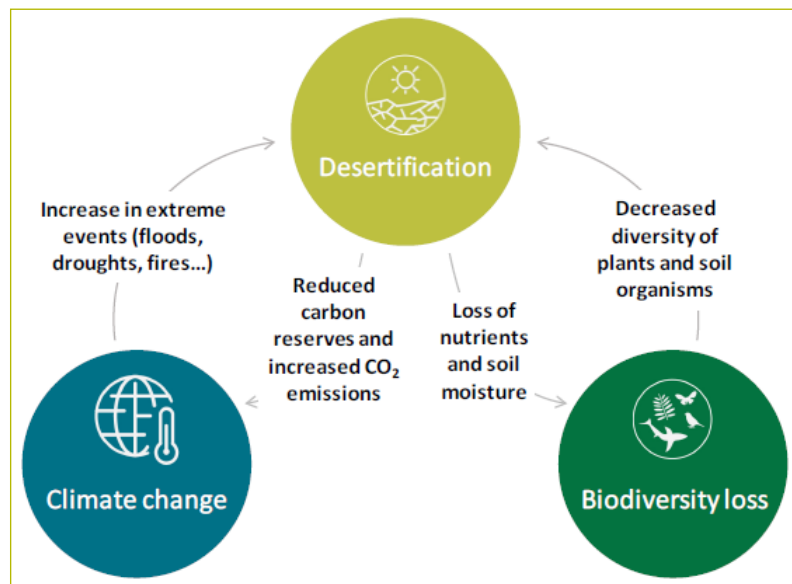 Desertification
Increase in extreme
events (floods,
droughts, fires...)
Decreased
diversity of
plants and soil
organisms
Reduced
carbon
reserves and
increased CO₂
emissions
Loss of
nutrients
and soil
moisture
Climate change
Biodiversity loss